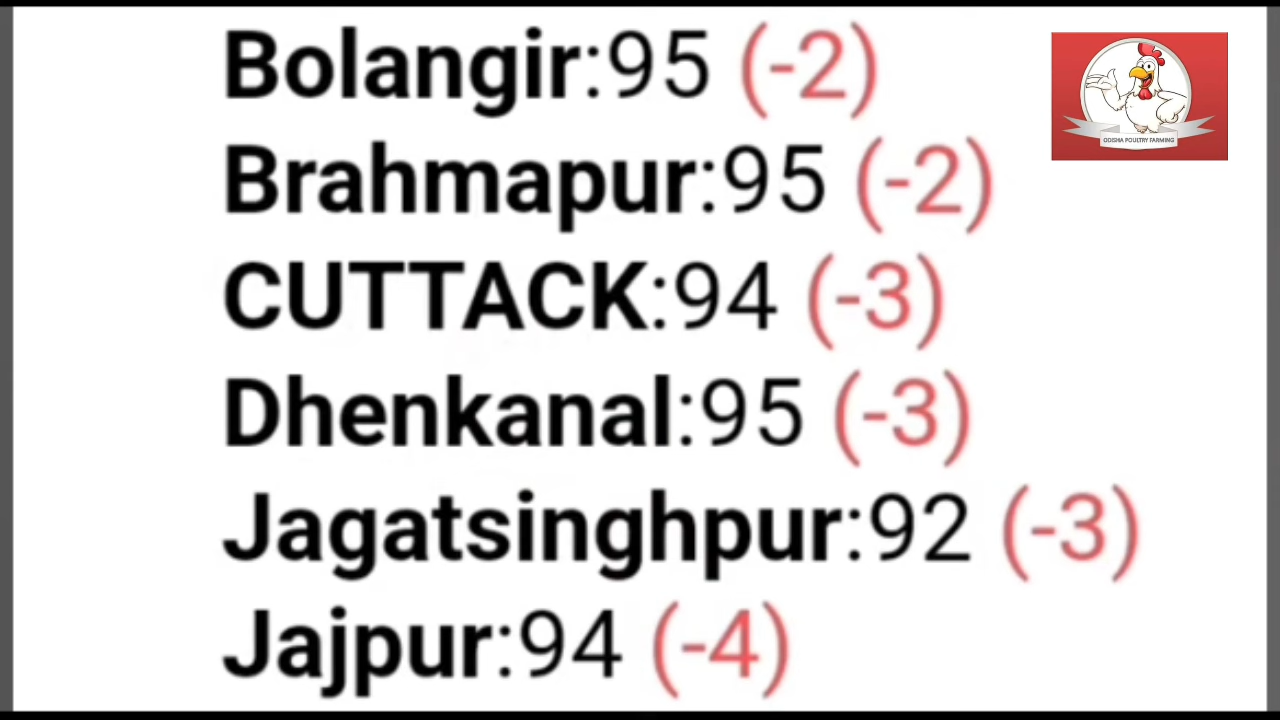 Bolangir:95 (-2)
Brahmapur:95 (-2)
CUTTACK:94 (-3)
Dhenkanal:95 (-3)
Jagatsinghpur:92 (-3)
Jajpur:94 (-4)
ODISHA POULTRY FARMING